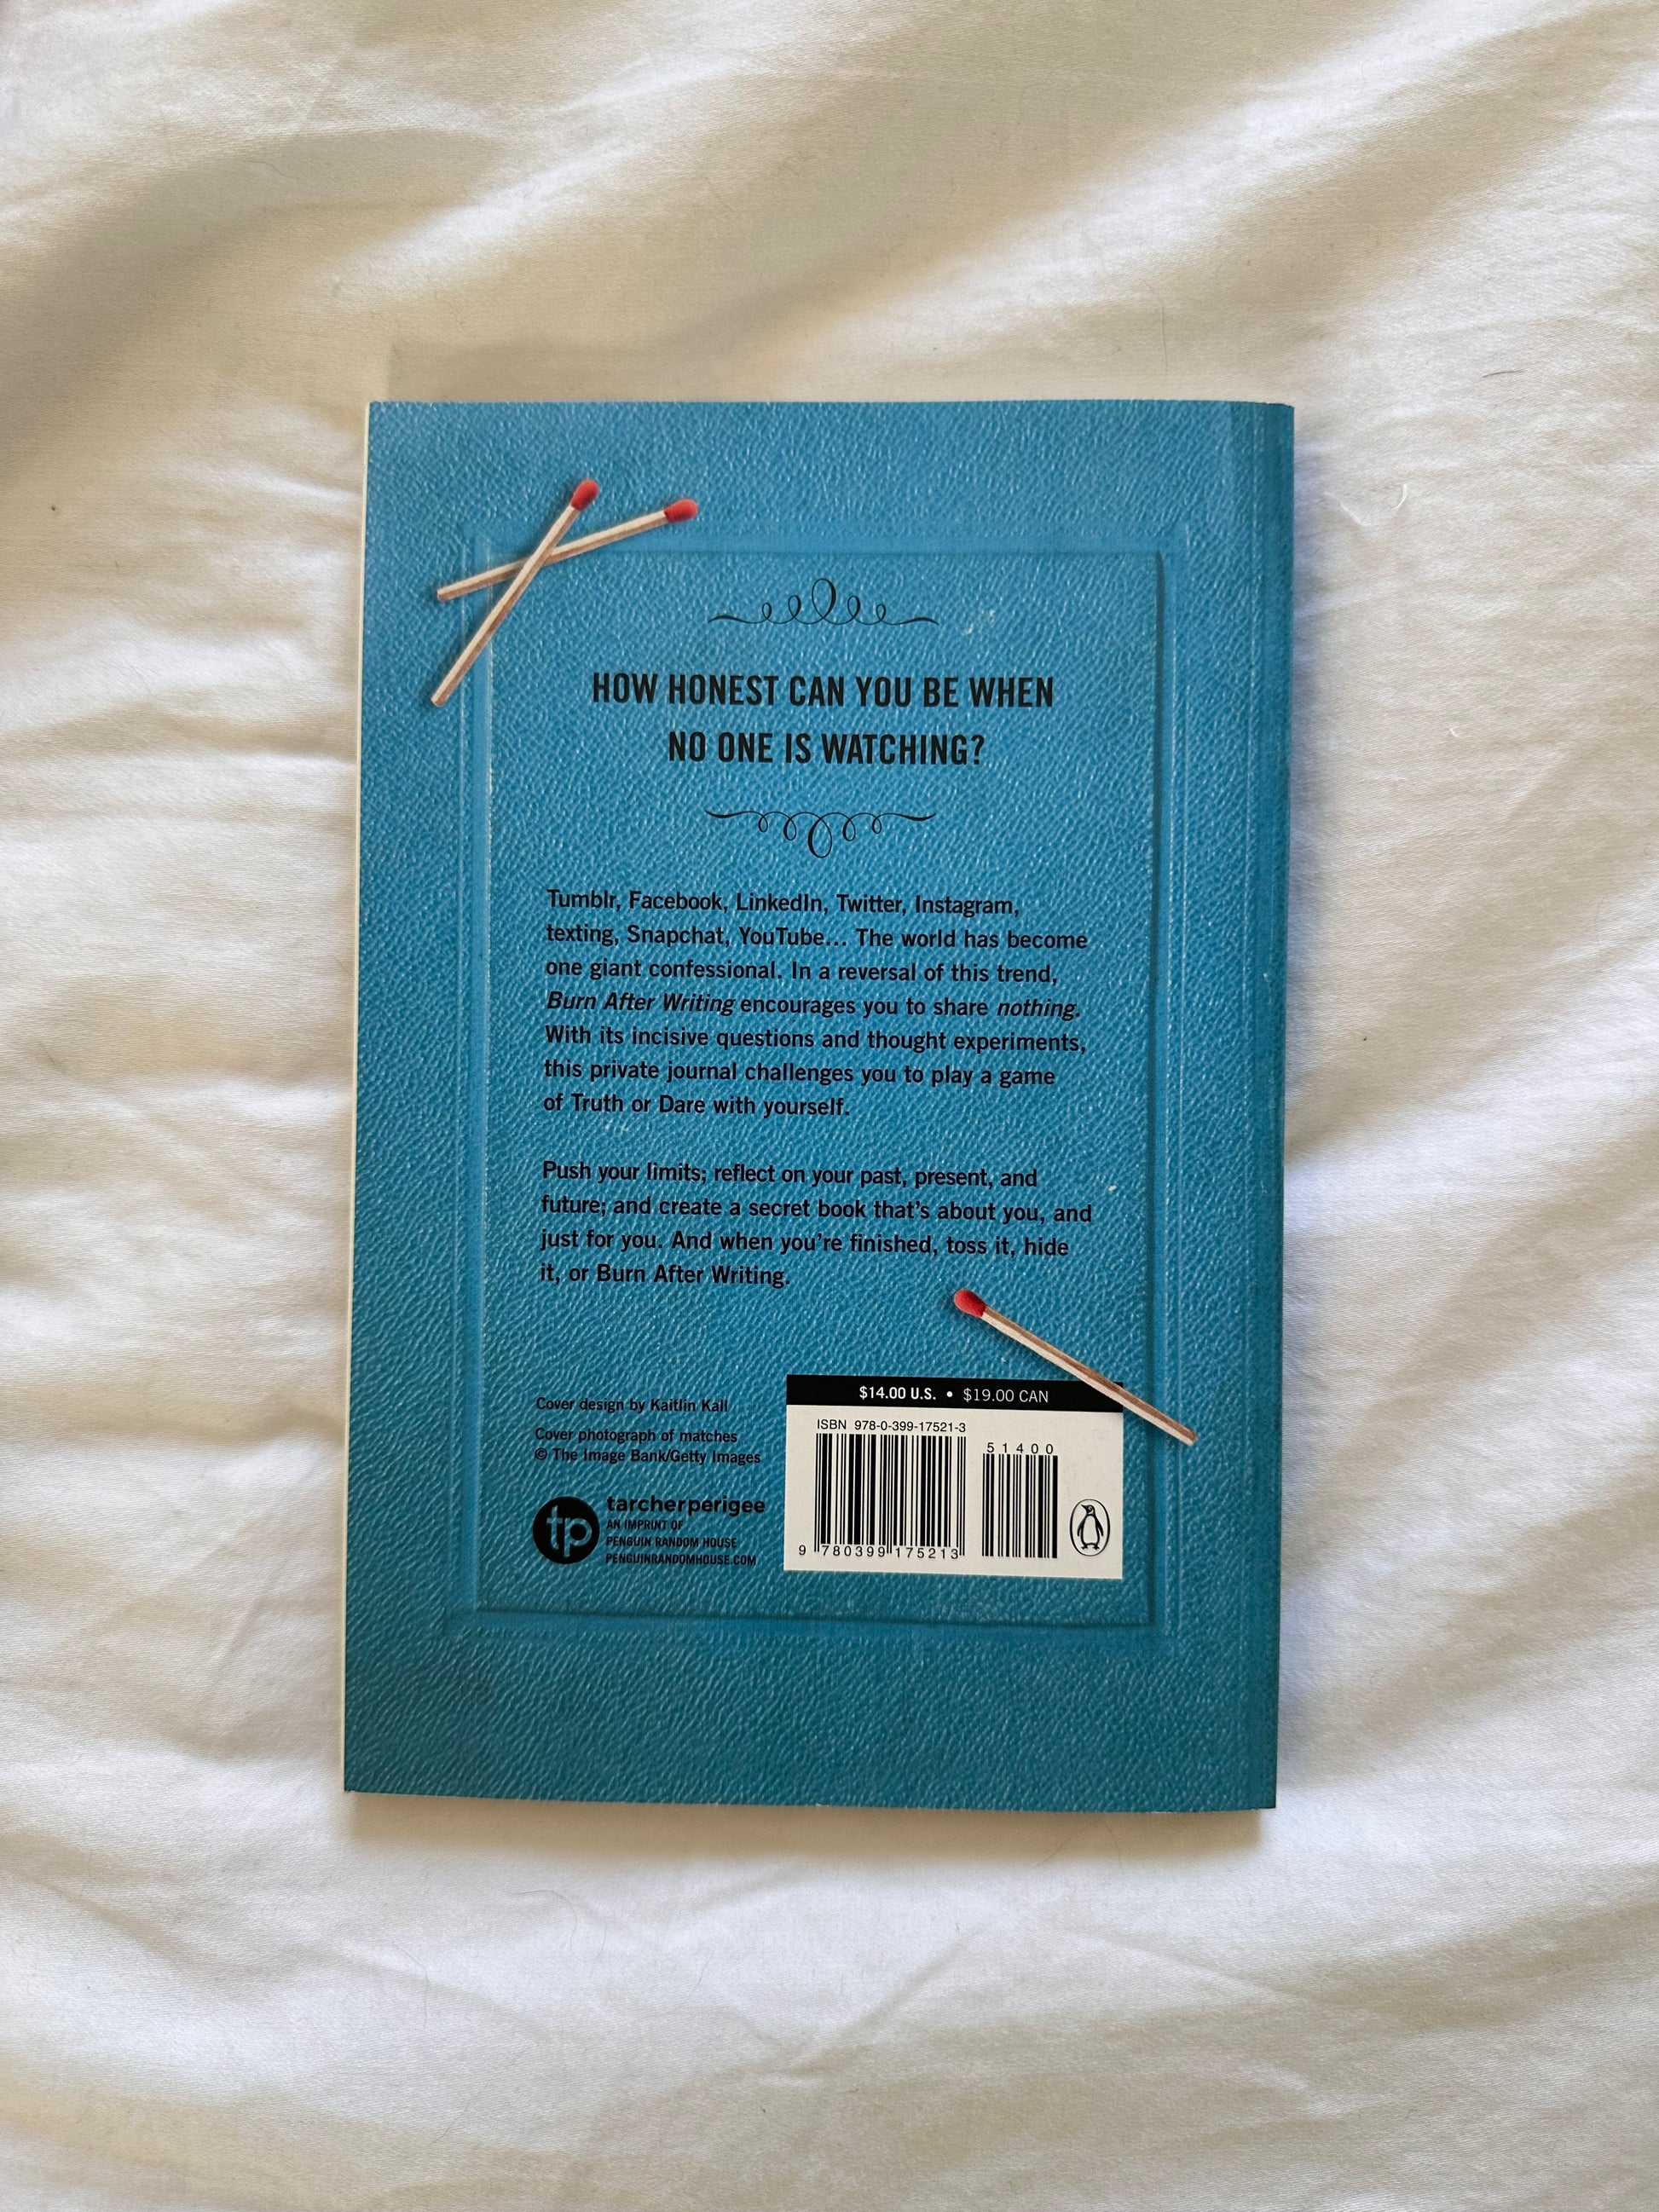 HOW HONEST CAN YOU BE WHEN
NO ONE IS WATCHING?
Tumblr, Facebook, LinkedIn, Twitter, Instagram,
texting, Snapchat, YouTube... The world has become
one giant confessional. In a reversal of this trend,
Burn After Writing encourages you to share nothing.
With its incisive questions and thought experiments,
this private journal challenges you to play a game
of Truth or Dare with yourself.
Push your limits; reflect on your past, present, and
future; and create a secret book that's about you, and
just for you. And when you're finished, toss it, hide
it, or Burn After Writing.
Cover design by Kaitlin Kall
Cover photograph of matches
© The Image Bank/Getty Images
tp
tarcherperigee
AN IMPRINT OF
PENGUIN RANDOM HOUSE
PENGUINRANDOMHOUSE.COM
$14.00 U.S. • $19.00 CAN
ISBN 978-0-399-17521-3
51400
9 780399 175213